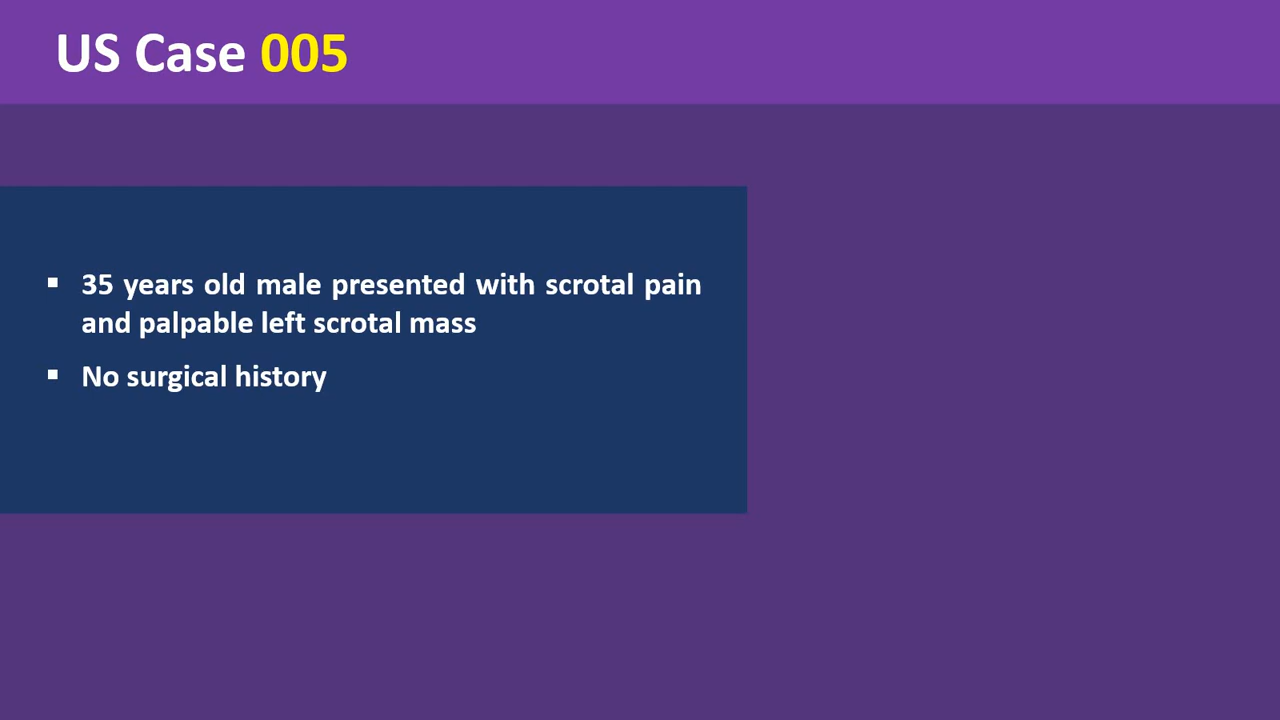 US Case 005
▪ 35 years old male presented with scrotal pain
and palpable left scrotal mass
▪ No surgical history